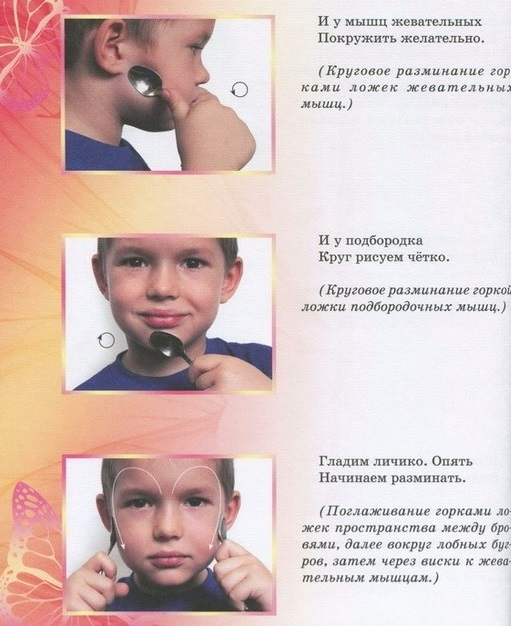 И у мышц жевательных
Покружить желательно.
(Круговое разминание гор-
ками ложек жевательных
мышц.)
И у подбородка
Круг рисуем чётко.
(Круговое разминание горкой
ложки подбородочных мышц.)
Гладим личико. Опять
Начинаем разминать.
(Поглаживание горками ло-
жек пространства между бро-
вями, далее вокруг лобных буг-
ров, затем через виски к жева-
тельным мышцам.)